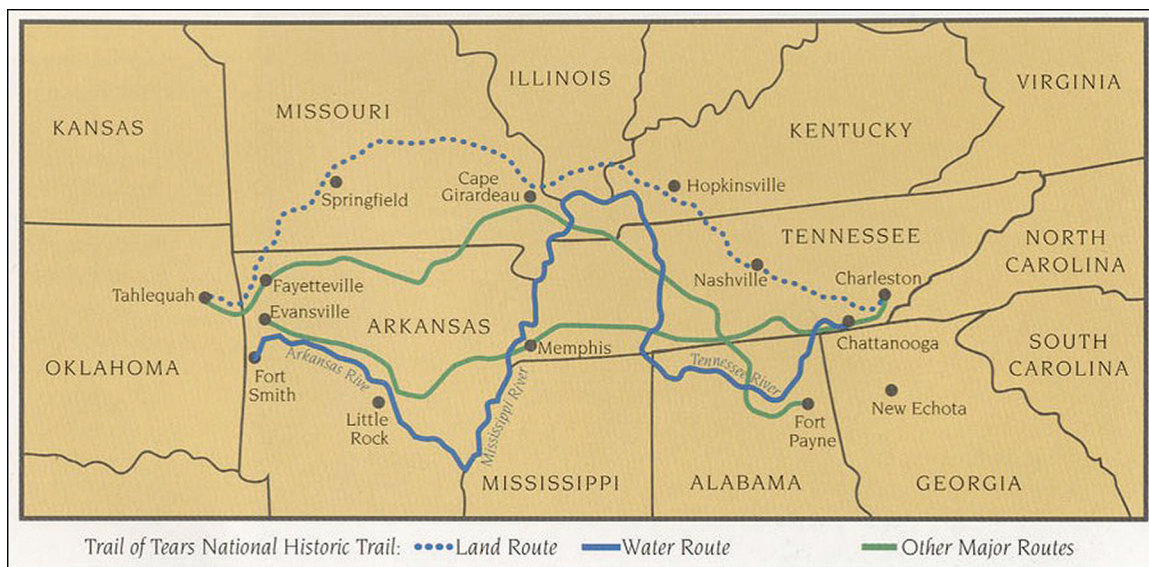 ILLINOIS
VIRGINIA
MISSOURI
KANSAS
KENTUCKY
Cape
Girardeau
Hopkinsville
Springfield
TENNESSEE
NORTH
CAROLINA
Nashville
Charleston
Tahlequah
Fayetteville
Evansville
ARKANSAS
Chattanooga
Memphis
SOUTH
CAROLINA
OKLAHOMA
Arkansas Rive
Tennessee River
Fort
Smith
Mississippi River
New Echota
Little
Rock
Fort
Payne
MISSISSIPPI
ALABAMA
GEORGIA
Trail of Tears National Historic Trail: Land Route Water Route Other Major Routes